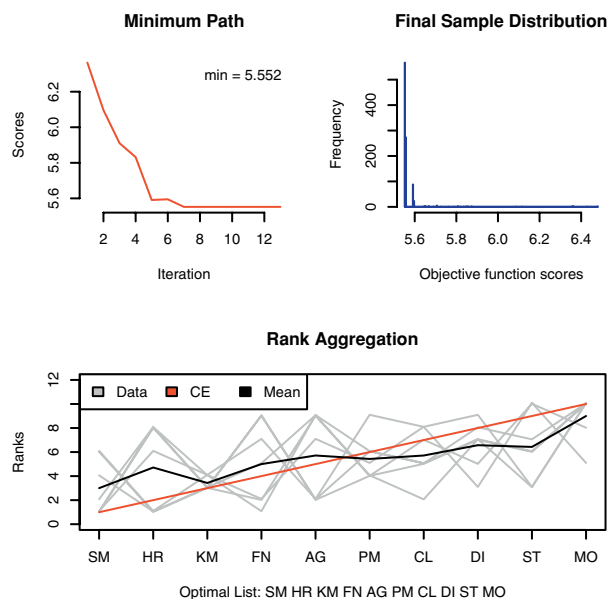 Minimum Path
Final Sample Distribution
min = 5.552
Scores
5.6 5.8 6.0 6.2
2 4 6 8 10 12
Iteration
Frequency
0 200 400
5.6 5.8 6.0 6.2 6.4
Objective function scores
Rank Aggregation
Data CE Mean
Ranks
0 2 4 6 8 12
SM HR KM FN AG PM CL DI ST MO
Optimal List: SM HR KM FN AG PM CL DI ST MO